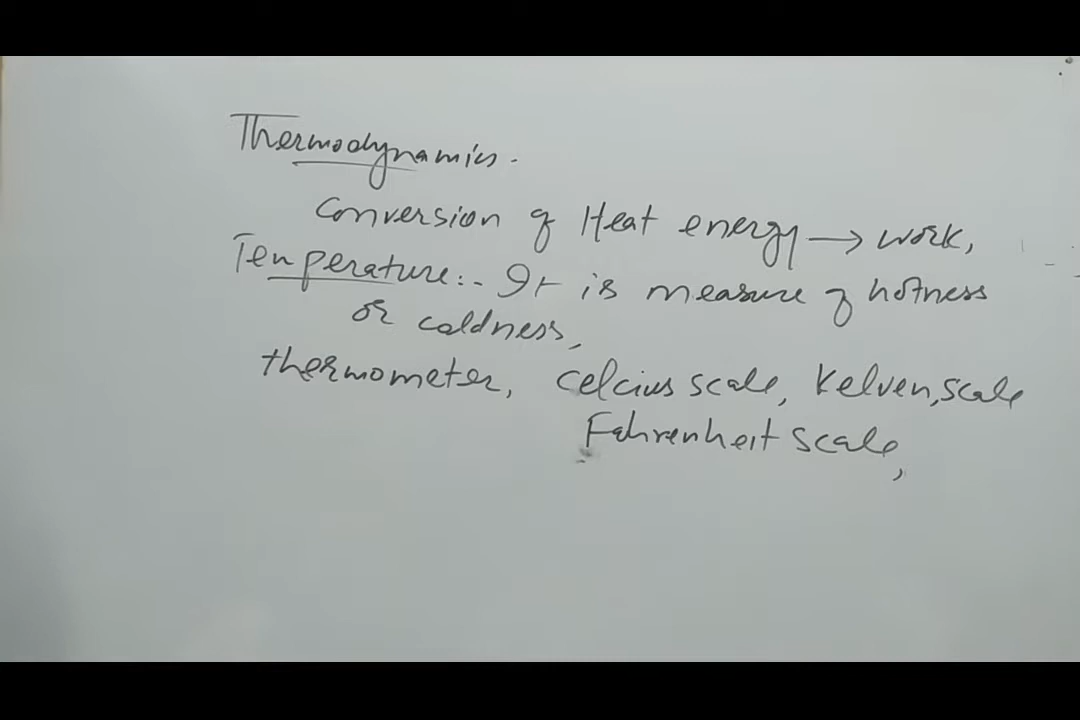 Thermodynamics.
Conversion of Heat energy → work,
Temperature:- It is measure of hotness
or coldness,
thermometer, Celcius scale, Kelven, scale
Fahrenheit scale,